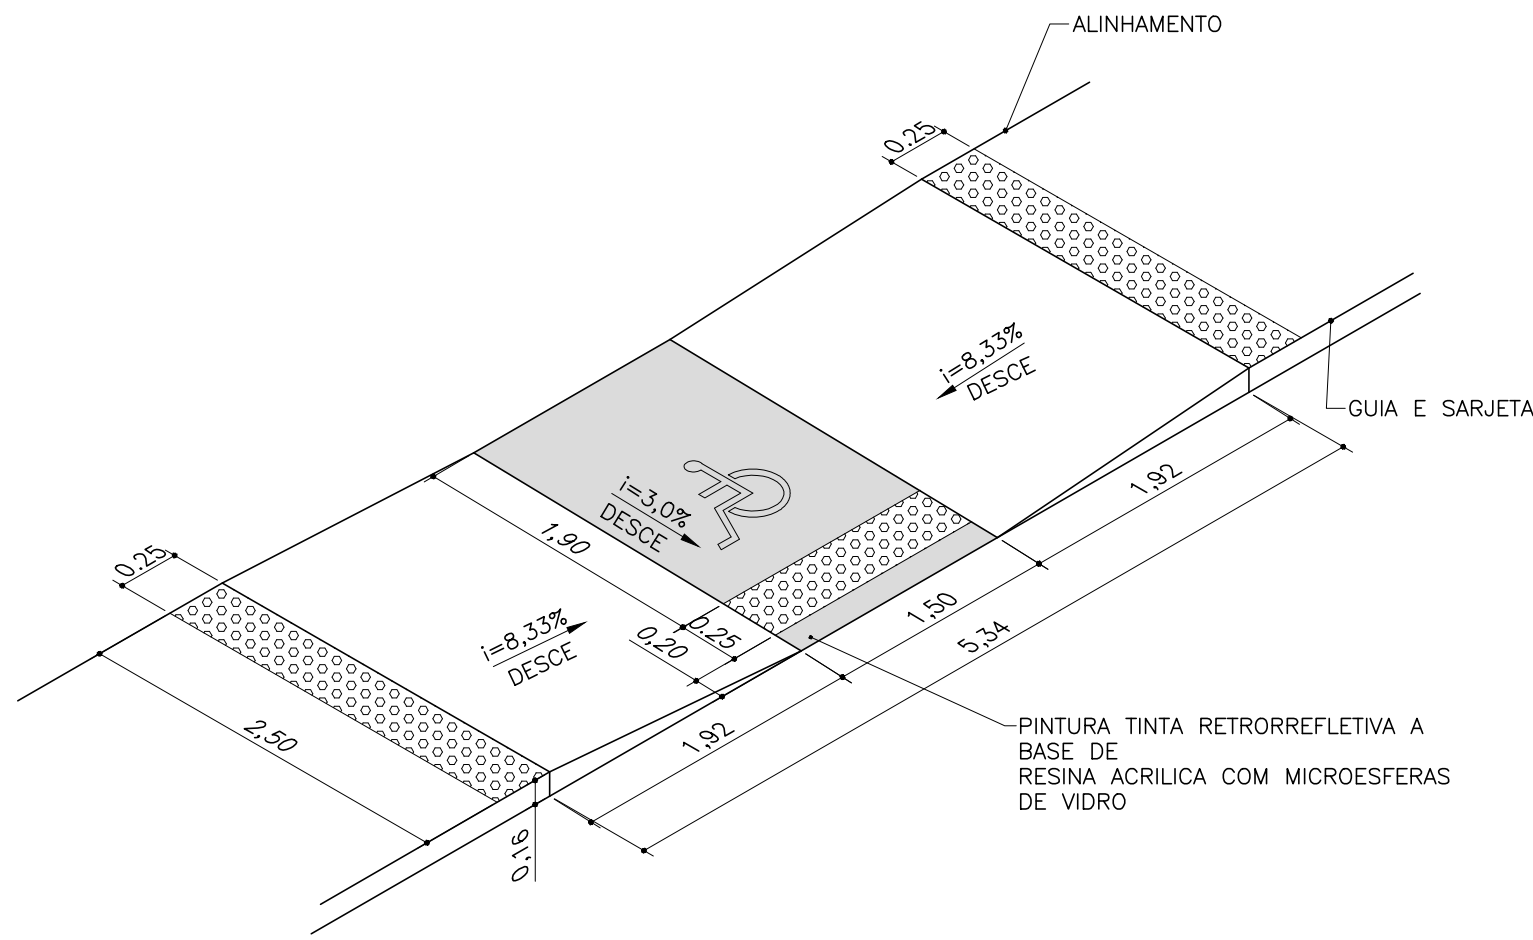 ALINHAMENTO
0.25
i=8,33%
DESCE
GUIA E SARJETA
1,92
i=3,0%
DESCE
1,90
0.25
0.25
0,20
1,50
5,34
i=8,33%
DESCE
2,50
1,92
PINTURA TINTA RETRORREFLETIVA A
BASE DE
RESINA ACRILICA COM MICROESFERAS
DE VIDRO
0,16